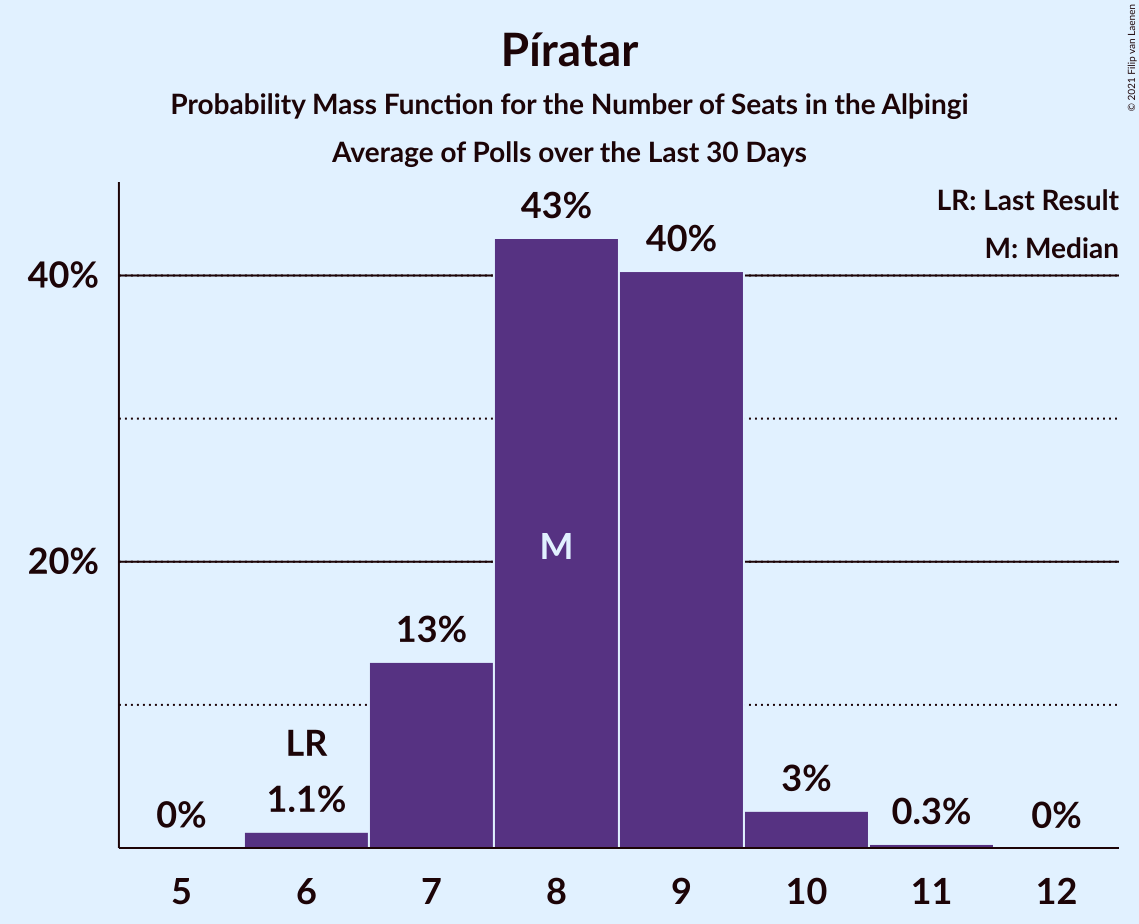 Píratar
Probability Mass Function for the Number of Seats in the Alþingi
Average of Polls over the Last 30 Days
© 2021 Filip van Laenen
LR: Last Result
M: Median
43%
40%
40%
M
20%
13%
LR
0%
1.1%
3%
0.3%
0%
5 6 7 8 9 10 11 12